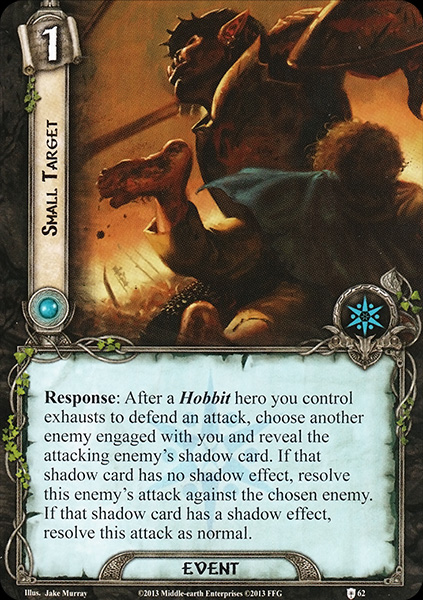 1
SMALL TARGET
Response: After a Hobbit hero you control
exhausts to defend an attack, choose another
enemy engaged with you and reveal the
attacking enemy's shadow card. If that
shadow card has no shadow effect, resolve
this enemy's attack against the chosen enemy.
If that shadow card has a shadow effect,
resolve this attack as normal.
EVENT
Illus. Jake Murray
©2013 Middle-earth Enterprises ©2013 FFG
62